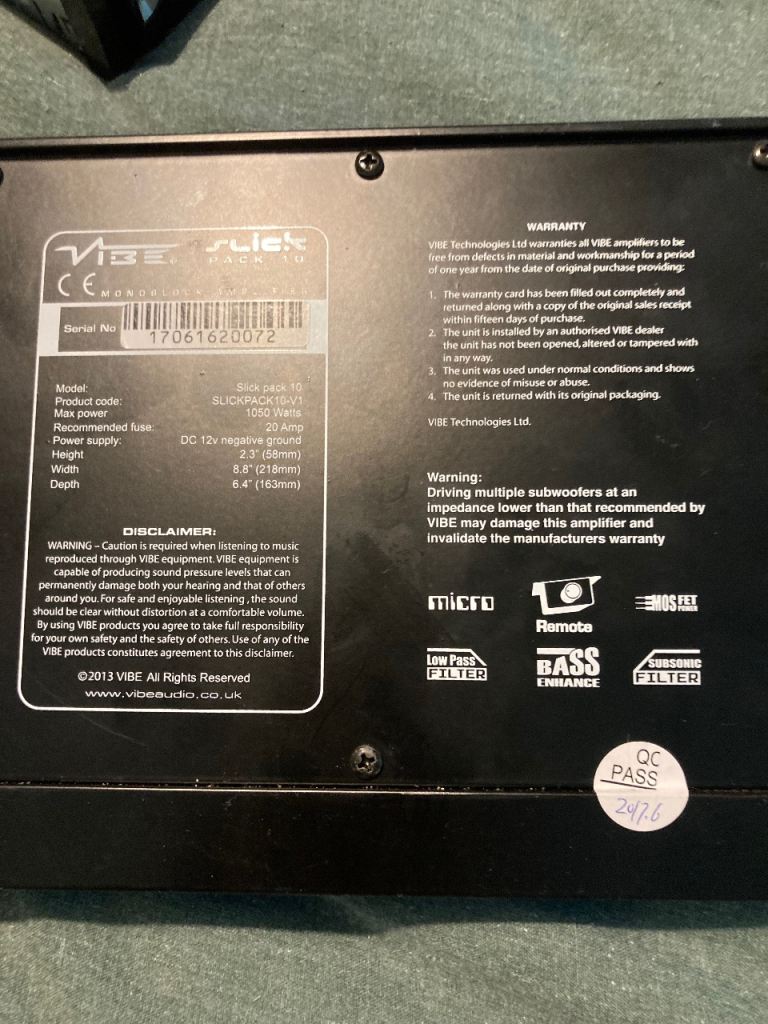 VIBE SLICK
PACK 10
CE MONOBLOCK AMPLIFIER
Serial No 17061620072
Model: Slick pack 10
Product code: SLICKPACK10-V1
Max power 1050 Watts
Recommended fuse: 20 Amp
Power supply: DC 12v negative ground
Height 2.3" (58mm)
Width 8.8" (218mm)
Depth 6.4" (163mm)
DISCLAIMER:
WARNING – Caution is required when listening to music
reproduced through VIBE equipment. VIBE equipment is
capable of producing sound pressure levels that can
permanently damage both your hearing and that of others
around you. For safe and enjoyable listening , the sound
should be clear without distortion at a comfortable volume.
By using VIBE products you agree to take full responsibility
for your own safety and the safety of others. Use of any of the
VIBE products constitutes agreement to this disclaimer.
©2013 VIBE All Rights Reserved
www.vibeaudio.co.uk
WARRANTY
VIBE Technologies Ltd warranties all VIBE amplifiers to be
free from defects in material and workmanship for a period
of one year from the date of original purchase providing:
1. The warranty card has been filled out completely and
returned along with a copy of the original sales receipt
within fifteen days of purchase.
2. The unit is installed by an authorised VIBE dealer
the unit has not been opened, altered or tampered with
in any way.
3. The unit was used under normal conditions and shows
no evidence of misuse or abuse.
4. The unit is returned with its original packaging.
VIBE Technologies Ltd.
Warning:
Driving multiple subwoofers at an
impedance lower than that recommended by
VIBE may damage this amplifier and
invalidate the manufacturers warranty
micro
Remote
MOSFET
POWER
Low Pass
FILTER
BASS
ENHANCE
SUBSONIC
FILTER
QC
PASS
2017.6